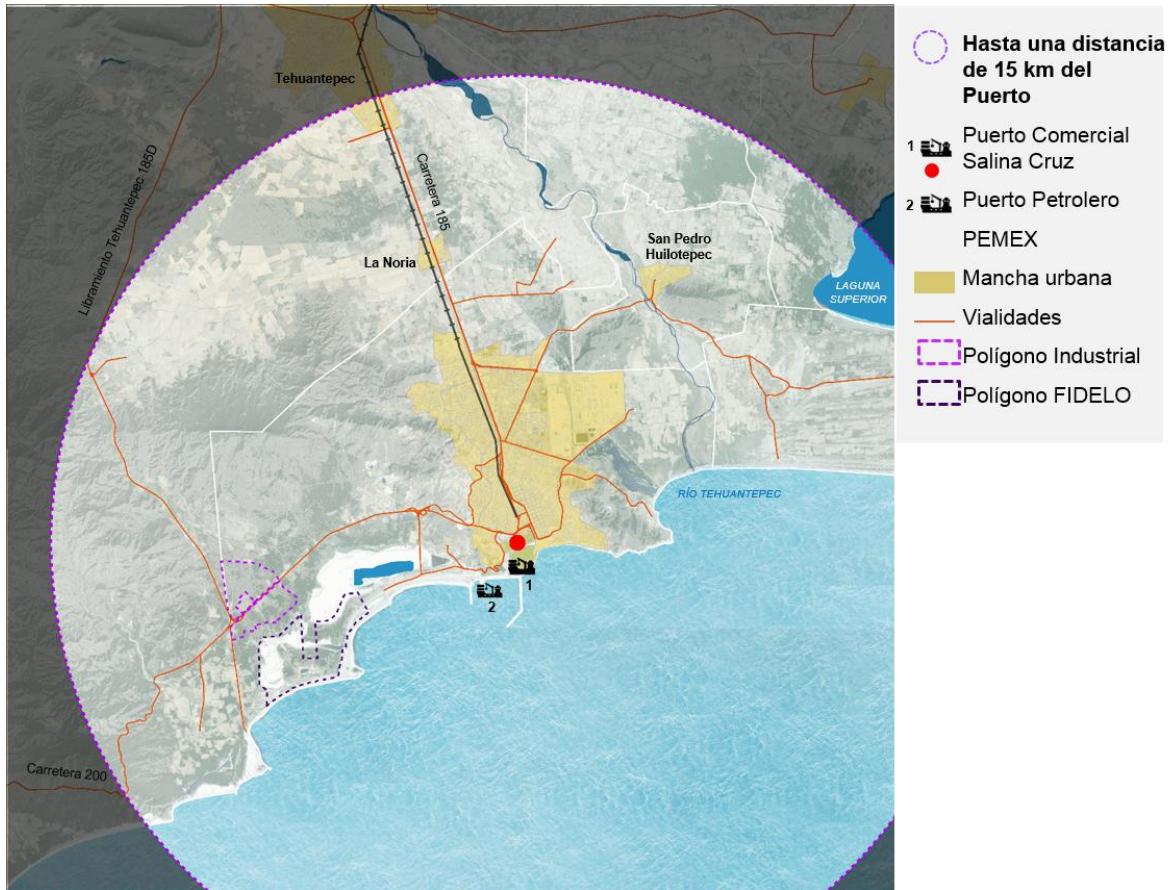 Tehuantepec
Libramiento Tehuantepec 185D
Carretera 185
La Noria
San Pedro
Huilotepec
LAGUNA
SUPERIOR
RÍO TEHUANTEPEC
1
2
Carretera 200
Hasta una distancia
de 15 km del
Puerto
1 Puerto Comercial
Salina Cruz
2 Puerto Petrolero
PEMEX
Mancha urbana
Vialidades
Polígono Industrial
Polígono FIDELO